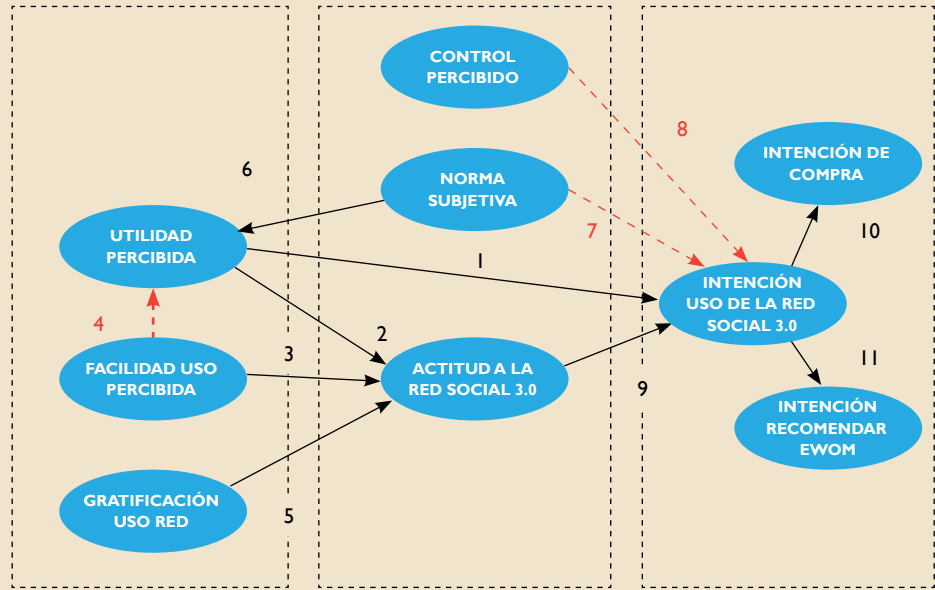 CONTROL
PERCIBIDO
8
INTENCIÓN DE
COMPRA
6
NORMA
SUBJETIVA
7
10
UTILIDAD
PERCIBIDA
1
INTENCIÓN
USO DE LA RED
SOCIAL 3.0
4
2
3
FACILIDAD USO
PERCIBIDA
ACTITUD A LA
RED SOCIAL 3.0
9
11
INTENCIÓN
RECOMENDAR
EWOM
GRATIFICACIÓN
USO RED
5